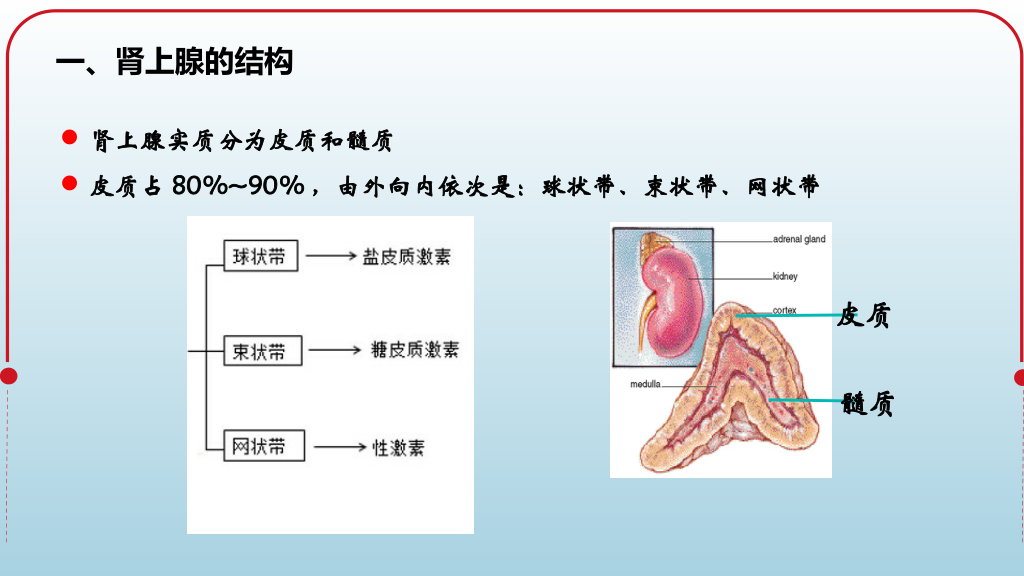 一、肾上腺的结构
肾上腺实质分为皮质和髓质
皮质占 80%~90% ，由外向内依次是：球状带、束状带、网状带
球状带
盐皮质激素
束状带
糖皮质激素
网状带
性激素
adrenal gland
kidney
cortex
皮质
medulla
髓质